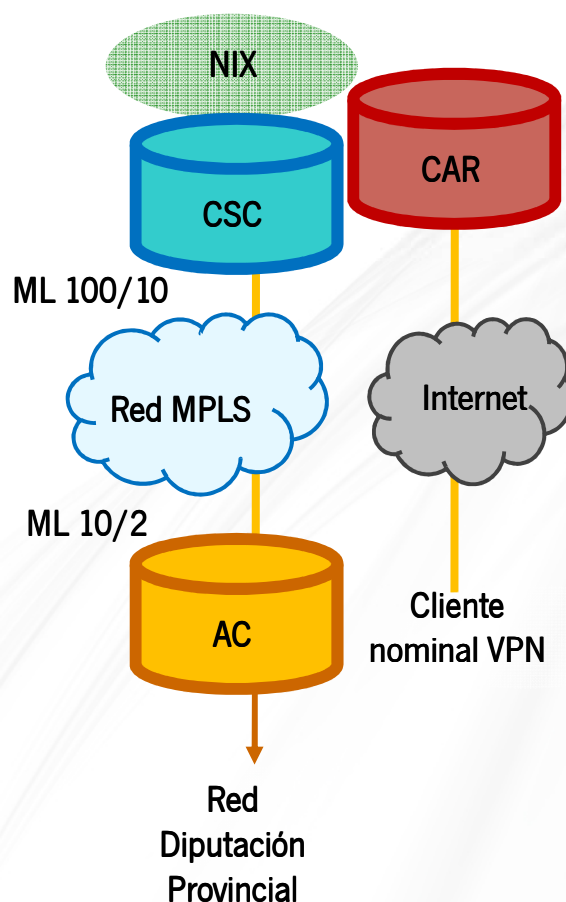 NIX
CAR
CSC
ML 100/10
Red MPLS
Internet
ML 10/2
Cliente
nominal VPN
AC
Red
Diputación
Provincial